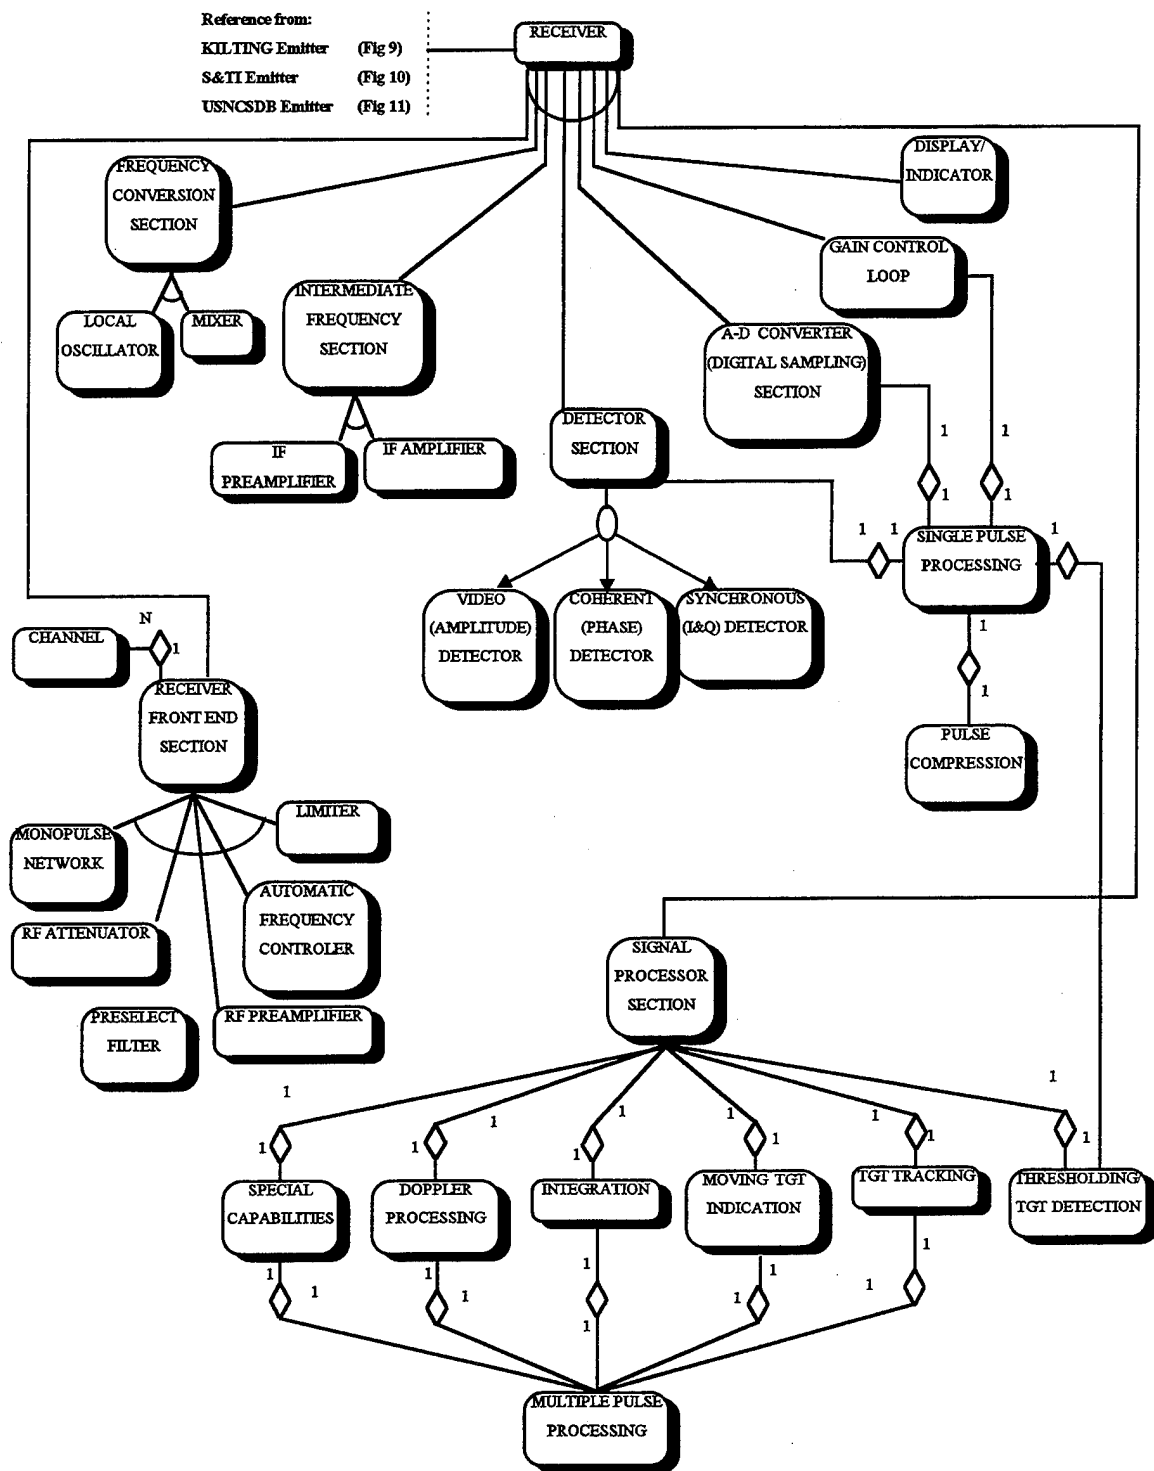 Reference from:
KILTING Emitter (Fig 9)
S&TI Emitter (Fig 10)
USNCSDB Emitter (Fig 11)
RECEIVER
FREQUENCY
CONVERSION
SECTION
DISPLAY/
INDICATOR
GAIN CONTROL
LOOP
LOCAL
OSCILLATOR
MIXER
INTERMEDIATE
FREQUENCY
SECTION
A-D CONVERTER
(DIGITAL SAMPLING)
SECTION
IF
PREAMPLIFIER
IF AMPLIFIER
DETECTOR
SECTION
1
1
1
1
1
1
1
SINGLE PULSE
PROCESSING
VIDEO
(AMPLITUDE)
DETECTOR
COHERENT
(PHASE)
DETECTOR
SYNCHRONOUS
(I&Q) DETECTOR
N
CHANNEL
1
1
1
RECEIVER
FRONT END
SECTION
PULSE
COMPRESSION
LIMITER
MONOPULSE
NETWORK
AUTOMATIC
FREQUENCY
CONTROLER
RF ATTENUATOR
PRESELECT
FILTER
RF PREAMPLIFIER
SIGNAL
PROCESSOR
SECTION
1
1
1
1
1
1
1
1
1
1
1
1
SPECIAL
CAPABILITIES
DOPPLER
PROCESSING
INTEGRATION
MOVING TGT
INDICATION
TGT TRACKING
THRESHOLDING/
TGT DETECTION
1
1
1
1
1
1
1
1
1
1
MULTIPLE PULSE
PROCESSING